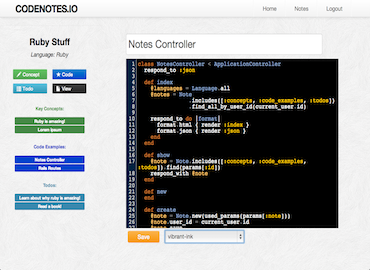 CODENOTES.IO
Home
Notes
Logout
Ruby Stuff
Language: Ruby
Concept
Code
Todo
View
Key Concepts:
Ruby is amazing!
Lorem Ipsum
Code Examples:
Notes Controller
Rails Routes
Todos:
Learn about why ruby is amazing!
Read a book!
Notes Controller
1 class NotesController < ApplicationController
2 respond_to :json
3
4 def index
5 @languages = Language.all
6 @notes = Note
7 .includes([:concepts, :code_examples, :todos])
8 .find_all_by_user_id(current_user.id)
9
10 respond_to do |format|
11 format.html { render :index }
12 format.json { render :json }
13 end
14 end
15
16 def show
17 @note = Note.includes([:concepts, :code_examples,
:todos]).find(params[:id])
18 respond_with @note
19 end
20
21 def new
22 end
23
24 def create
25 @note = Note.new(used_params(params[:note]))
26 @note.user_id = current_user.id
Save
vibrant-ink